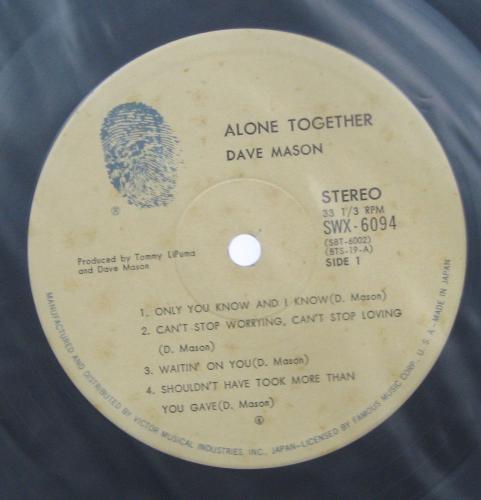 ALONE TOGETHER
DAVE MASON
®
STEREO
33 1/3 RPM
SWX-6094
(SBT-6002)
(BTS-19-A)
SIDE 1
Produced by Tommy LiPuma
and Dave Mason
1. ONLY YOU KNOW AND I KNOW(D. Mason)
2. CAN'T STOP WORRYING, CAN'T STOP LOVING
(D. Mason)
3. WAITIN' ON YOU(D. Mason)
4. SHOULDN'T HAVE TOOK MORE THAN
YOU GAVE(D. Mason)
MANUFACTURED AND DISTRIBUTED BY VICTOR MUSICAL INDUSTRIES, INC., JAPAN-LICENSED BY FAMOUS MUSIC CORP., U. S. A.-MADE IN JAPAN